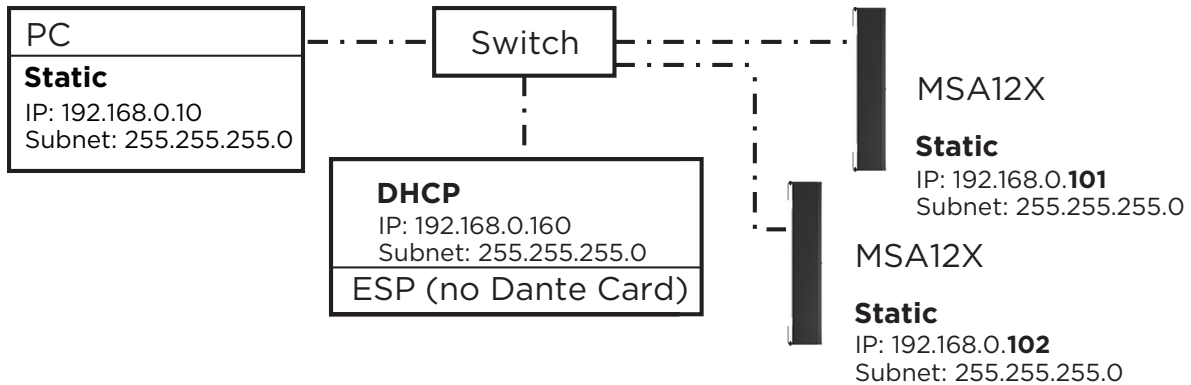 PC
Static
IP: 192.168.0.10
Subnet: 255.255.255.0
Switch
DHCP
IP: 192.168.0.160
Subnet: 255.255.255.0
ESP (no Dante Card)
MSA12X
Static
IP: 192.168.0.101
Subnet: 255.255.255.0
MSA12X
Static
IP: 192.168.0.102
Subnet: 255.255.255.0